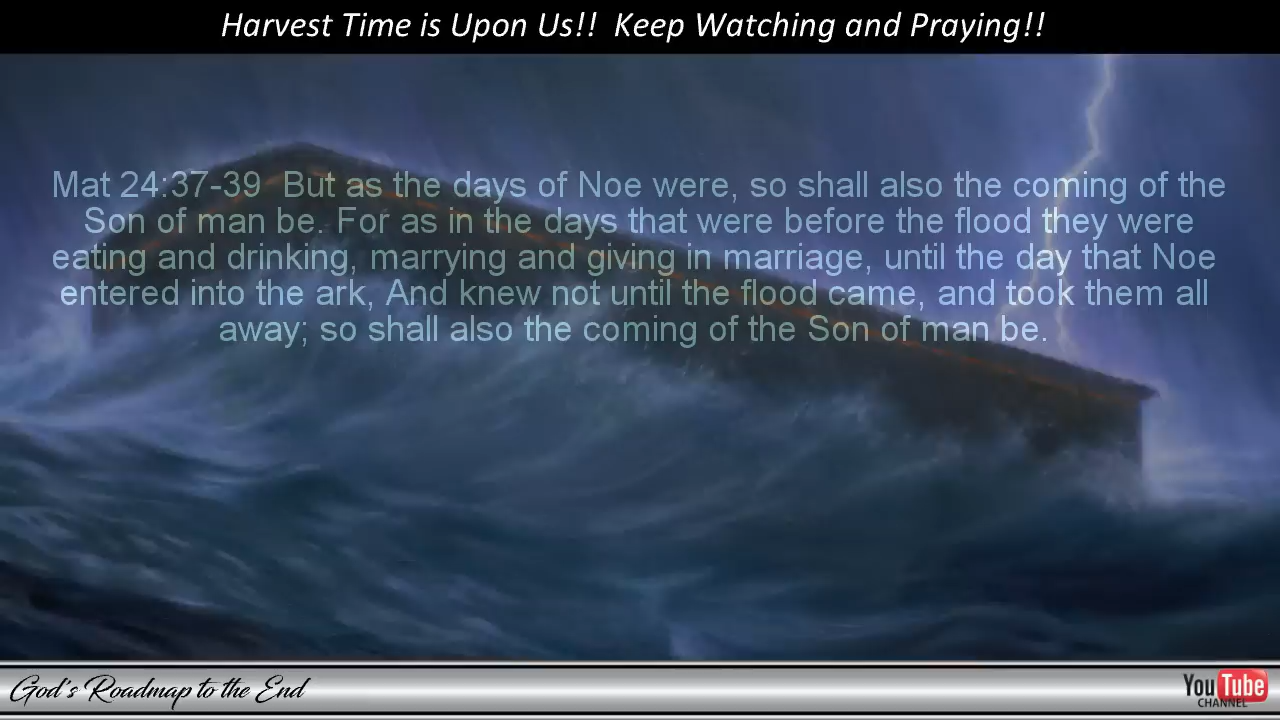 Harvest Time is Upon Us!!  Keep Watching and Praying!!
Mat 24:37-39  But as the days of Noe were, so shall also the coming of the
Son of man be. For as in the days that were before the flood they were
eating and drinking, marrying and giving in marriage, until the day that Noe
entered into the ark, And knew not until the flood came, and took them all
away; so shall also the coming of the Son of man be.
God's Roadmap to the End
YouTube
CHANNEL